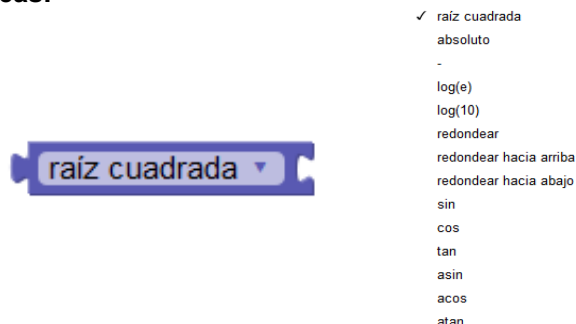 raíz cuadrada
✓ raíz cuadrada
absoluto
-
log(e)
log(10)
redondear
redondear hacia arriba
redondear hacia abajo
sin
cos
tan
asin
acos
atan